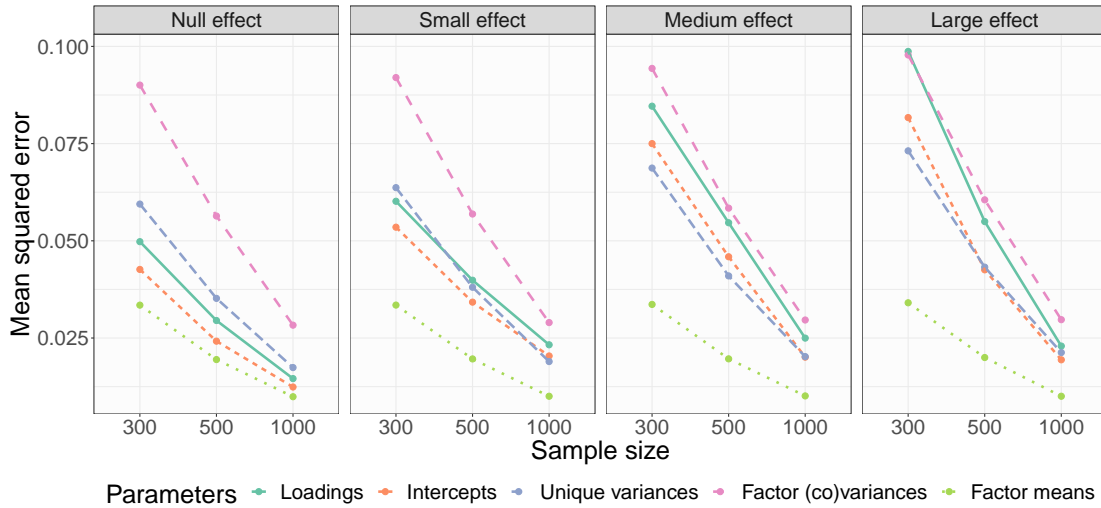 Null effect Small effect Medium effect Large effect
Mean squared error
0.100
0.075
0.050
0.025
300 500 1000 300 500 1000 300 500 1000 300 500 1000
Sample size
Parameters Loadings Intercepts Unique variances Factor (co)variances Factor means